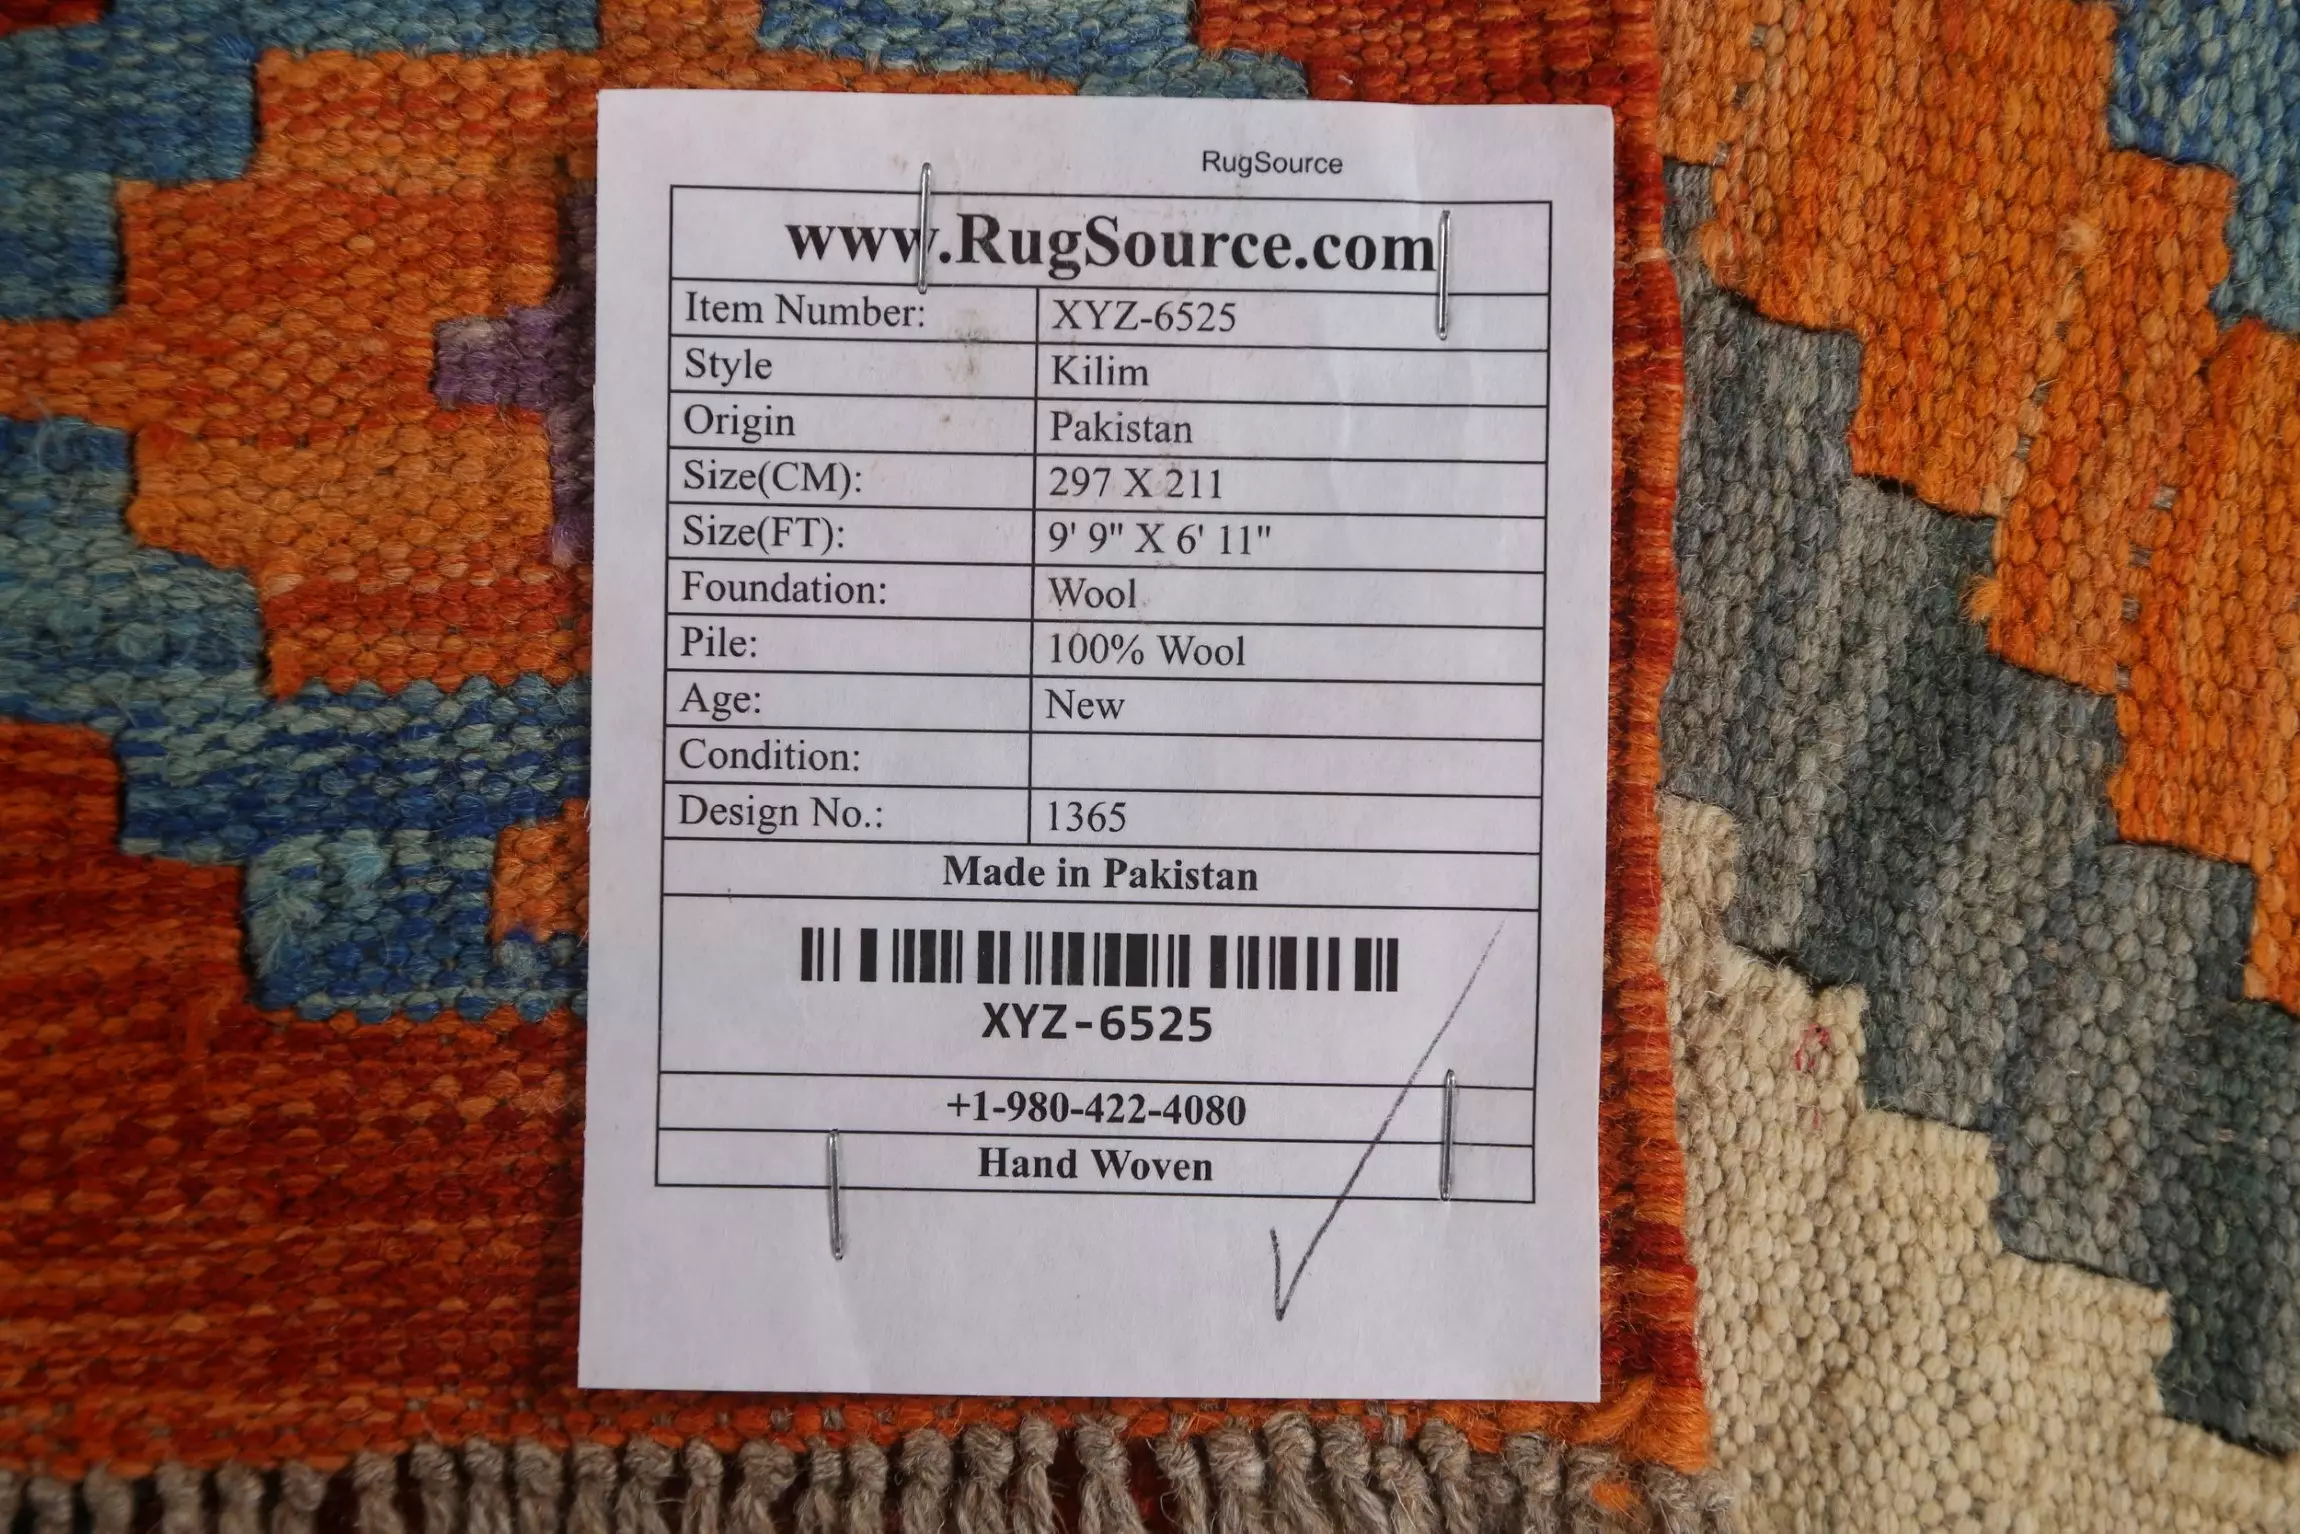 RugSource
www.RugSource.com
Item Number: XYZ-6525
Style Kilim
Origin Pakistan
Size(CM): 297 X 211
Size(FT): 9' 9" X 6' 11"
Foundation: Wool
Pile: 100% Wool
Age: New
Condition:
Design No.: 1365
Made in Pakistan
XYZ-6525
+1-980-422-4080
Hand Woven